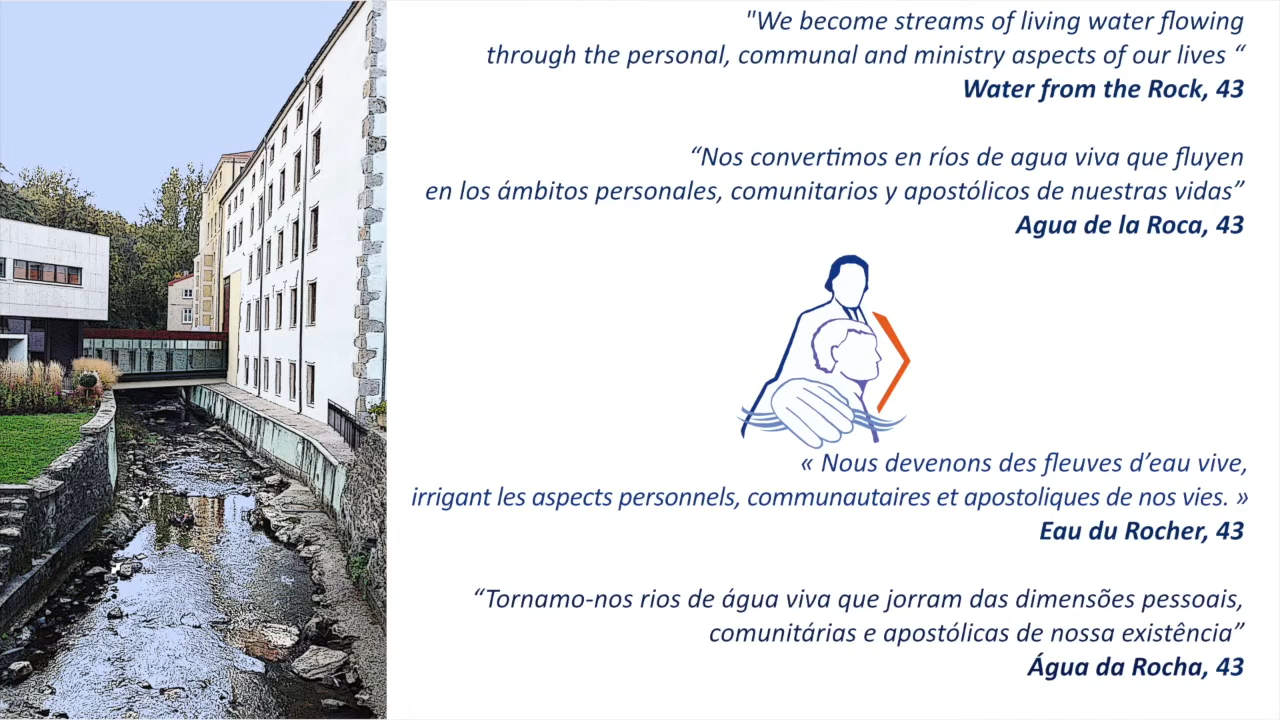 "We become streams of living water flowing
through the personal, communal and ministry aspects of our lives “
Water from the Rock, 43
“Nos convertimos en ríos de agua viva que fluyen
en los ámbitos personales, comunitarios y apostólicos de nuestras vidas”
Agua de la Roca, 43
« Nous devenons des fleuves d’eau vive,
irrigant les aspects personnels, communautaires et apostoliques de nos vies. »
Eau du Rocher, 43
“Tornamo-nos rios de água viva que jorram das dimensões pessoais,
comunitárias e apostólicas de nossa existência”
Água da Rocha, 43